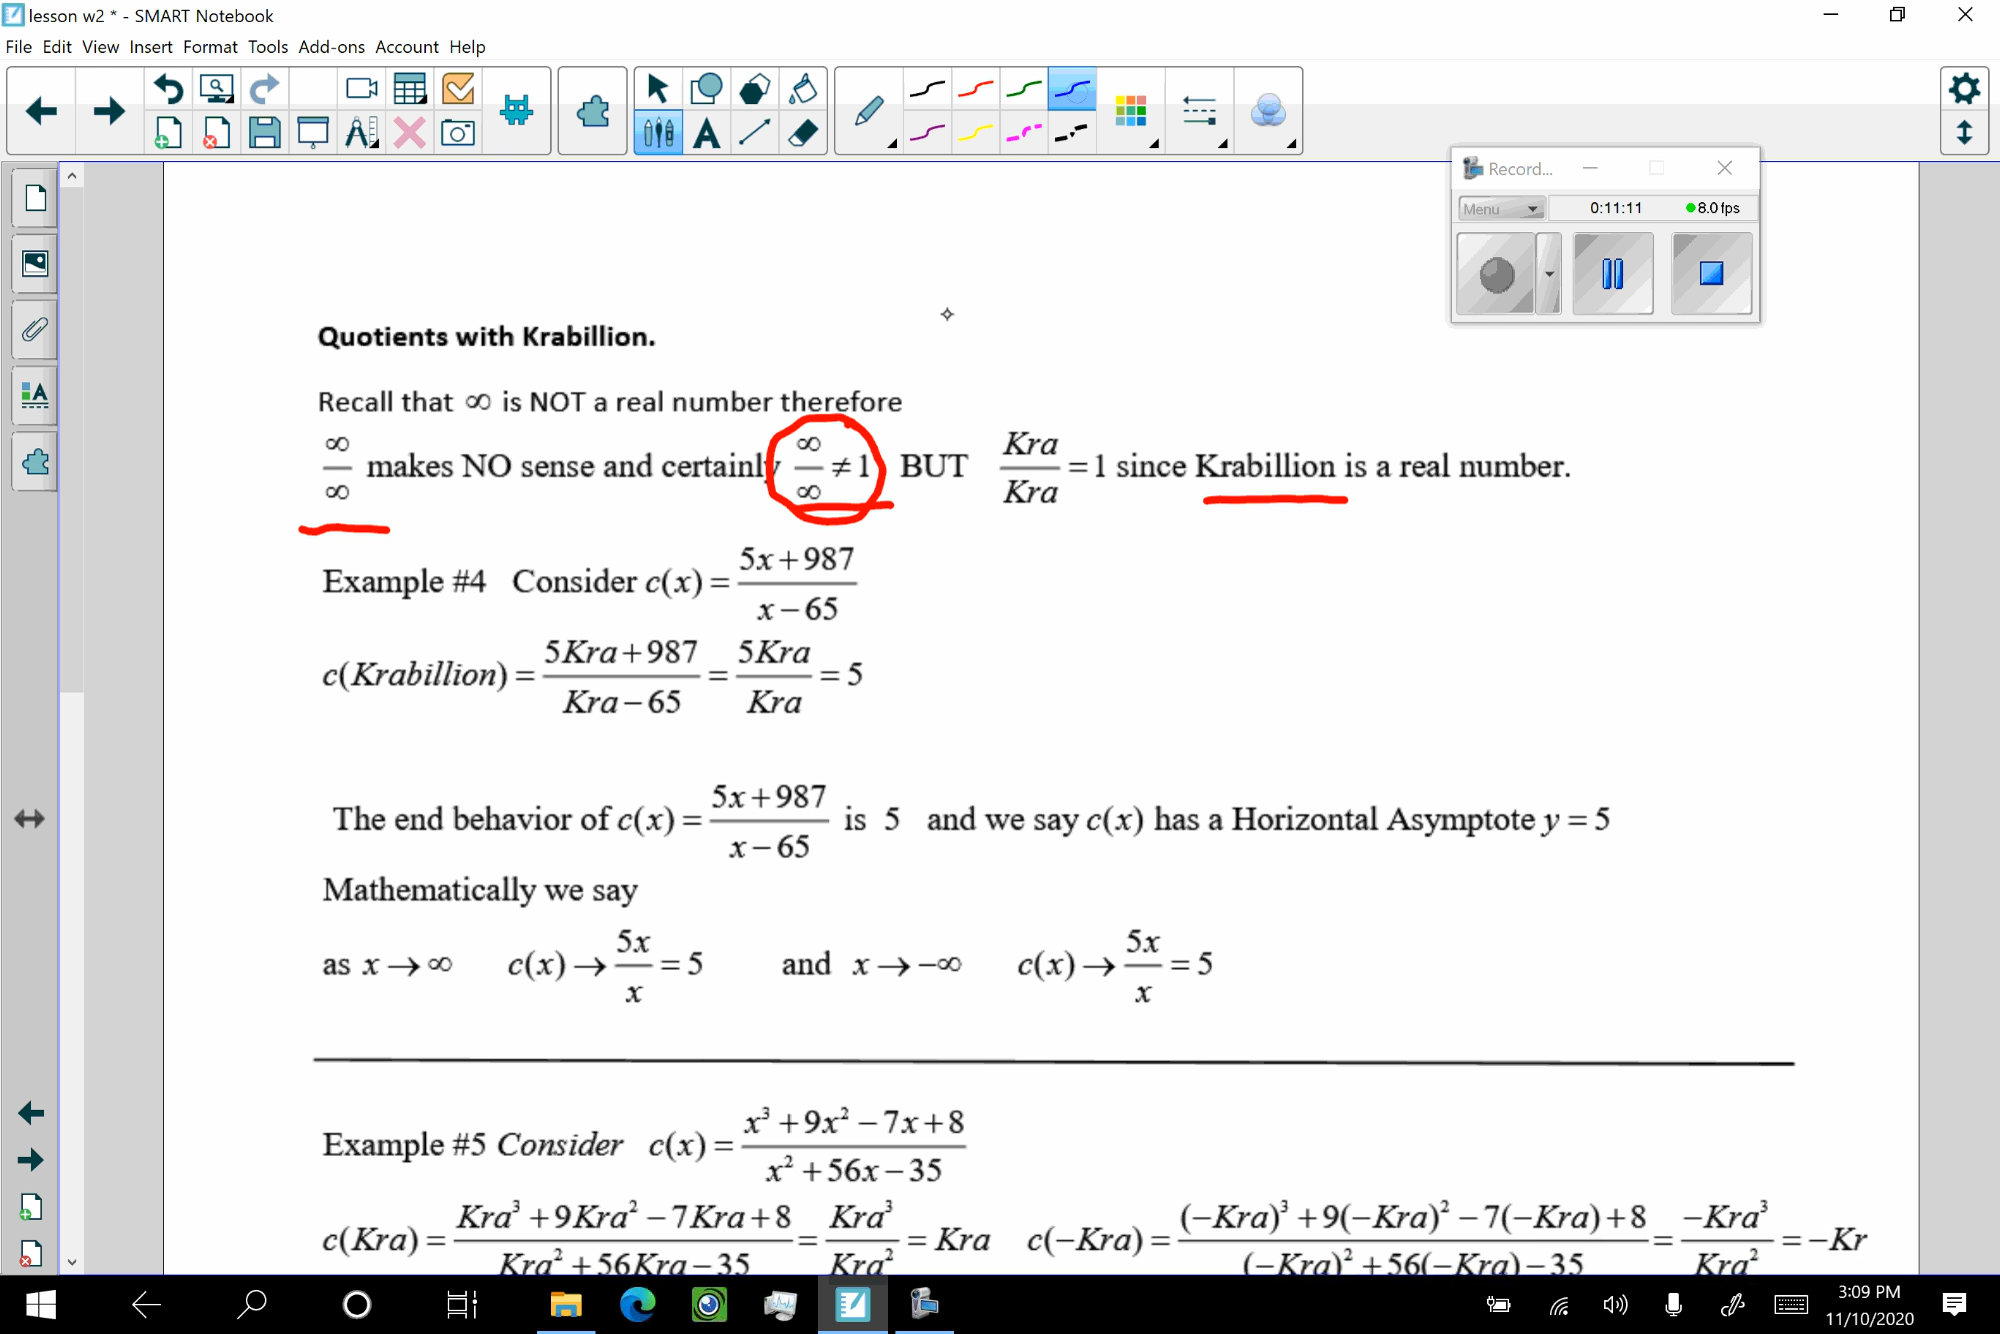 lesson w2 * - SMART Notebook
File Edit View Insert Format Tools Add-ons Account Help
Record...
Menu 0:11:11 8.0 fps
Quotients with Krabillion.
Recall that ∞ is NOT a real number therefore
∞/∞ makes NO sense and certainly ∞/∞ ≠ 1 BUT Kra/Kra = 1 since Krabillion is a real number.
Example #4 Consider c(x) = (5x + 987)/(x − 65)
c(Krabillion) = (5Kra + 987)/(Kra − 65) = 5Kra/Kra = 5
The end behavior of c(x) = (5x + 987)/(x − 65) is 5 and we say c(x) has a Horizontal Asymptote y = 5
Mathematically we say
as x → ∞ c(x) → 5x/x = 5 and x → −∞ c(x) → 5x/x = 5
Example #5 Consider c(x) = (x³ + 9x² − 7x + 8)/(x² + 56x − 35)
c(Kra) = (Kra³ + 9Kra² − 7Kra + 8)/(Kra² + 56Kra − 35) = Kra³/Kra² = Kra c(−Kra) = ((−Kra)³ + 9(−Kra)² − 7(−Kra) + 8)/((−Kra)² + 56(−Kra) − 35) = −Kra³/Kra² = −Kr
3:09 PM
11/10/2020